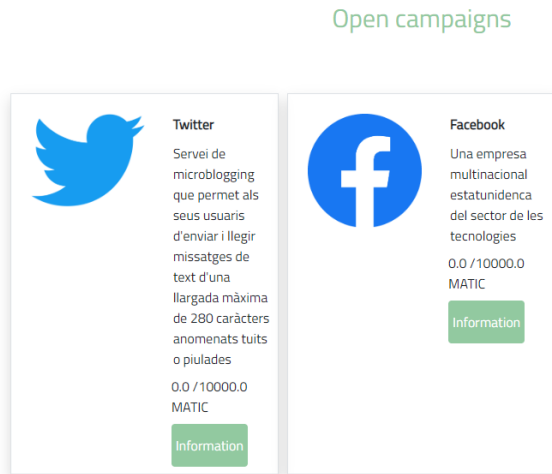 Open campaigns
Twitter
Servei de
microblogging
que permet als
seus usuaris
d'enviar i llegir
missatges de
text d'una
llargada màxima
de 280 caràcters
anomenats tuits
o piulades
0.0 /10000.0
MATIC
Information
Facebook
Una empresa
multinacional
estatunidenca
del sector de les
tecnologies
0.0 /10000.0
MATIC
Information